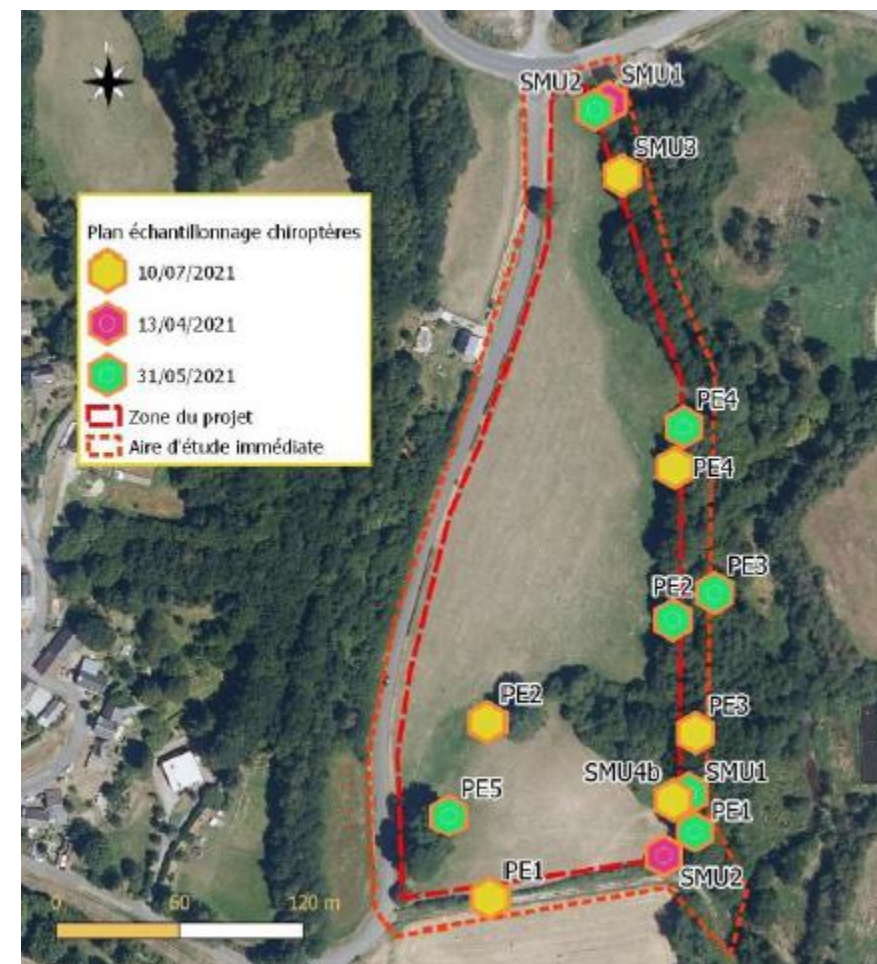 SMU2
SMU1
SMU3
Plan échantillonnage chiroptères
10/07/2021
13/04/2021
31/05/2021
Zone du projet
Aire d'étude immédiate
PE4
PE4
PE3
PE2
PE2
PE3
SMU4b
SMU1
PE5
PE1
PE1
SMU2
0 60 120 m